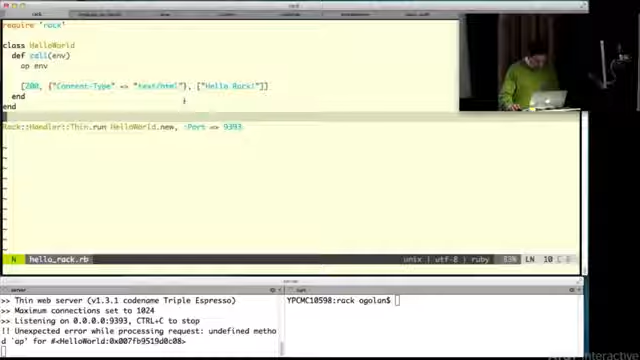 require 'rack'
class HelloWorld
def call(env)
ap env
[200, {"Content-Type" => "text/html"}, ["Hello Rack!"]]
end
end
Rack::Handler::Thin.run HelloWorld.new, :Port => 9393
N hello_rack.rb unix | utf-8 | ruby 83% LN 10 C
>> Thin web server (v1.3.1 codename Triple Espresso)
>> Maximum connections set to 1024
>> Listening on 0.0.0.0:9393, CTRL+C to stop
!! Unexpected error while processing request: undefined metho
d `ap' for #<HelloWorld:0x007fb9519d0c08>
YPCMC10598:rack ogolan$
Interactive